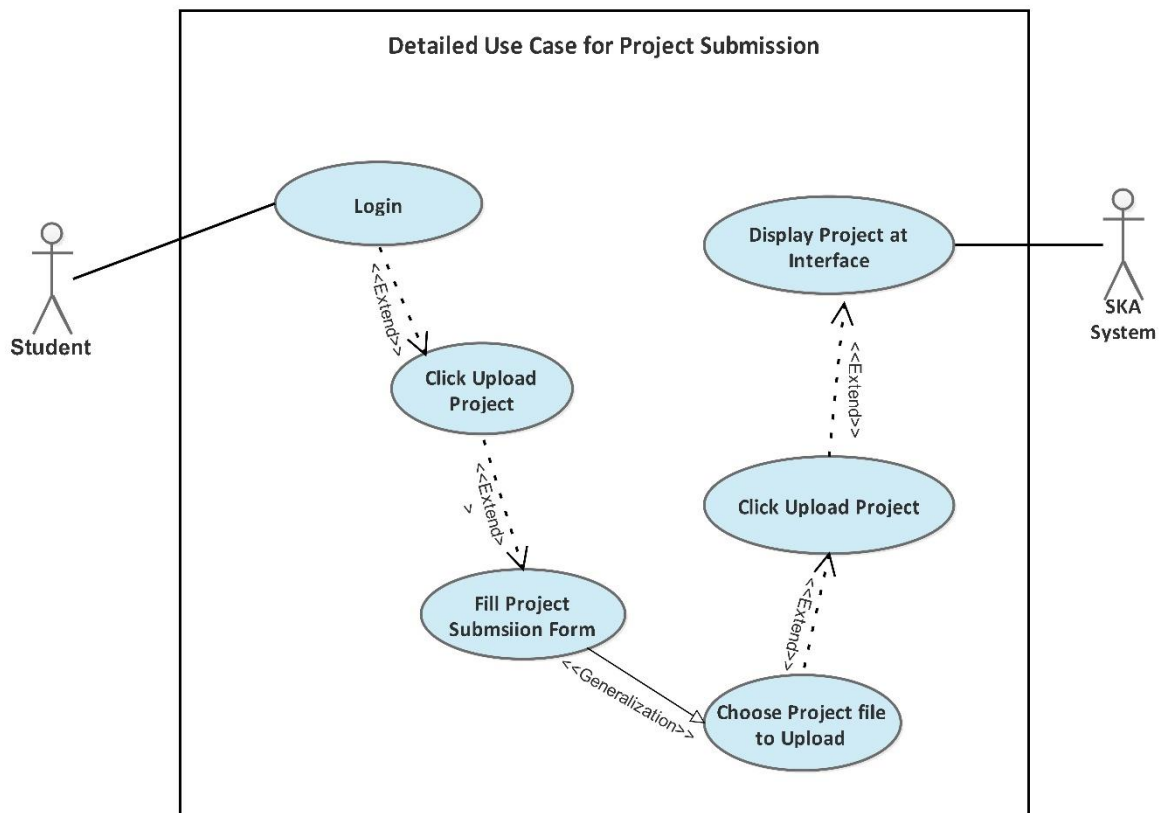 Detailed Use Case for Project Submission
Login
Display Project at
Interface
Student
SKA
System
<<Extend>>
<<Extend>>
Click Upload
Project
<<Extend>
>
Click Upload Project
Fill Project
Submsiion Form
<<Extend>>
<<Generalization>>
Choose Project file
to Upload